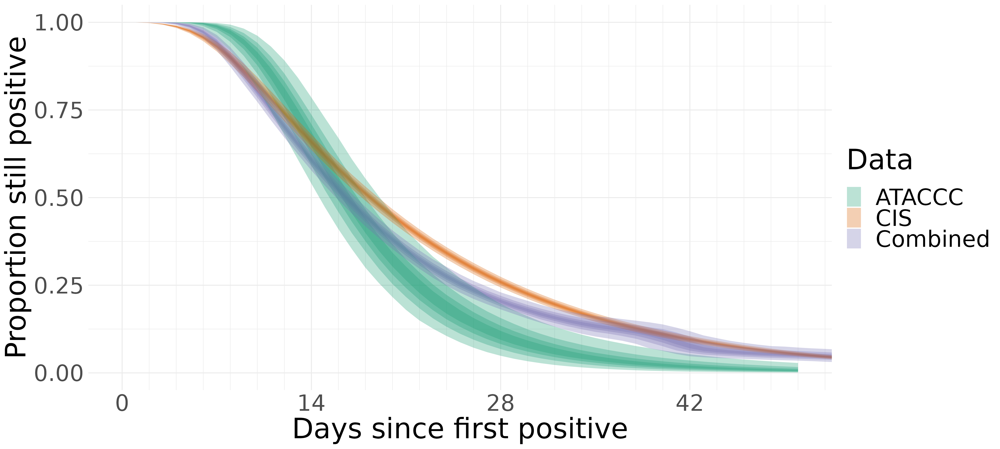 Proportion still positive
1.00
0.75
0.50
0.25
0.00
0
14
28
42
Days since first positive
Data
ATACCC
CIS
Combined